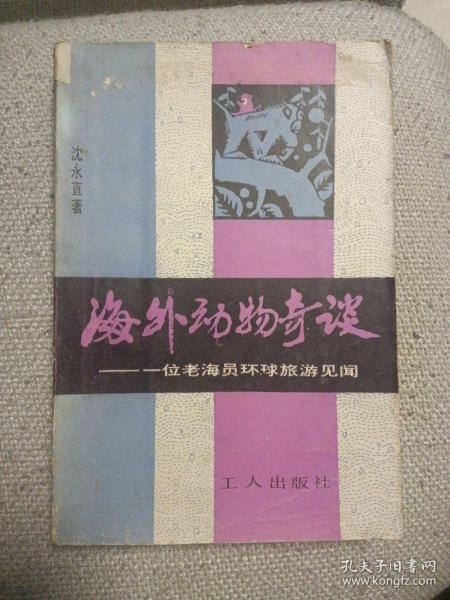 沈永直著
海外动物奇谈
——一位老海员环球旅游见闻
工人出版社
孔夫子旧书网
www.kongfz.com